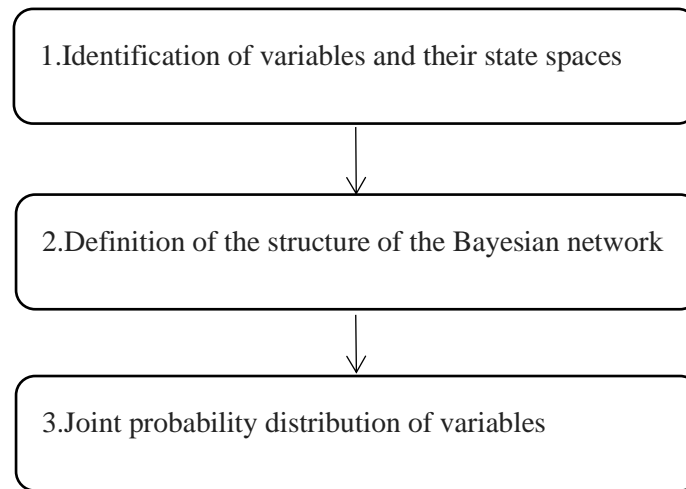 1.Identification of variables and their state spaces
2.Definition of the structure of the Bayesian network
3.Joint probability distribution of variables